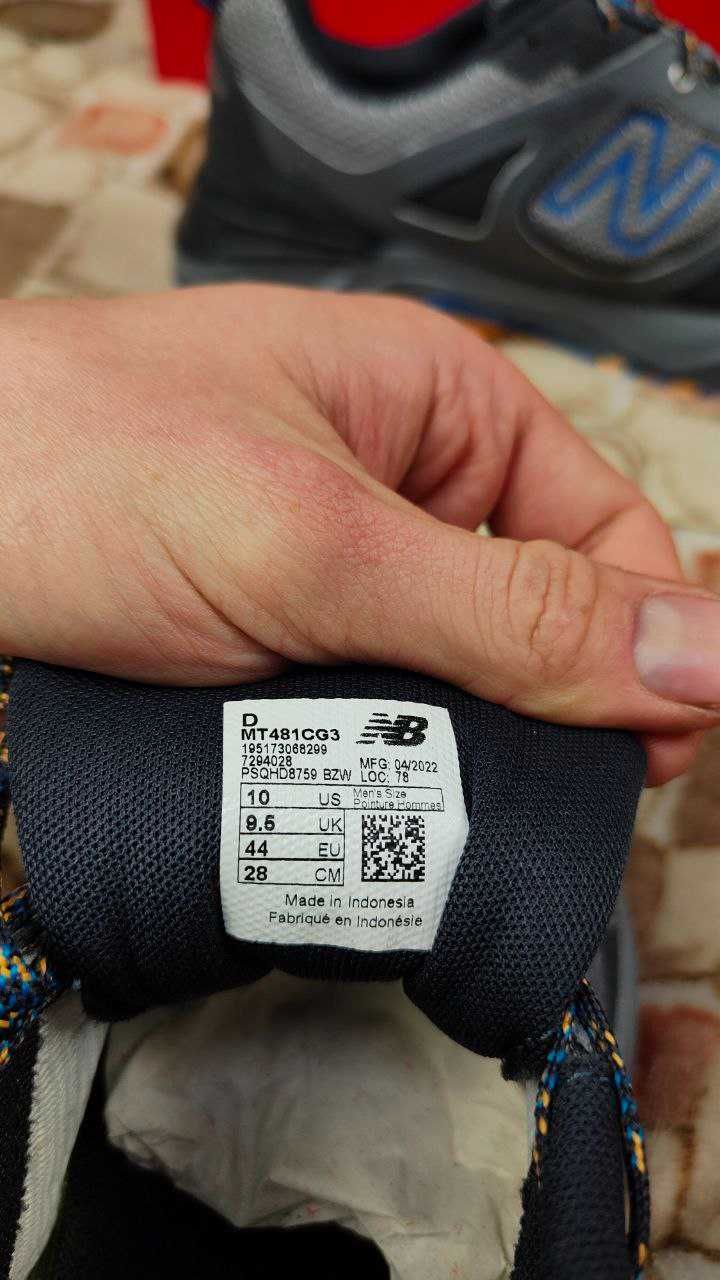 N
D
MT481CG3
195173068299
7294028
PSQHD8759 BZW
NB
MFG: 04/2022
LOC: 78
10 US
Men's Size
Pointure Hommes
9.5 UK
44 EU
28 CM
Made in Indonesia
Fabriqué en Indonésie